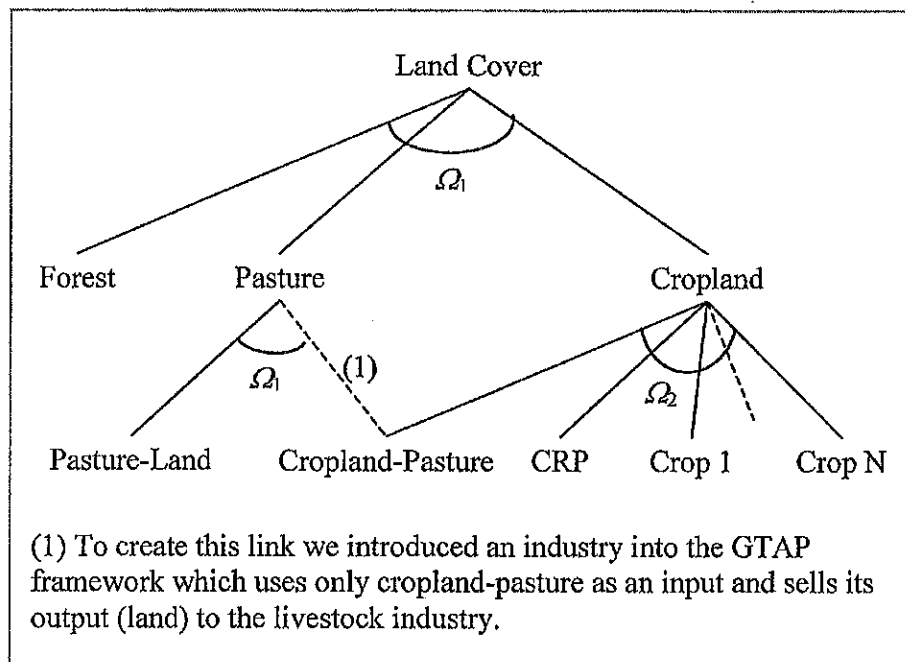 Land Cover
Ω1
Forest
Pasture
Cropland
Ω1
(1)
Ω2
Pasture-Land
Cropland-Pasture
CRP
Crop 1
Crop N
(1) To create this link we introduced an industry into the GTAP
framework which uses only cropland-pasture as an input and sells its
output (land) to the livestock industry.